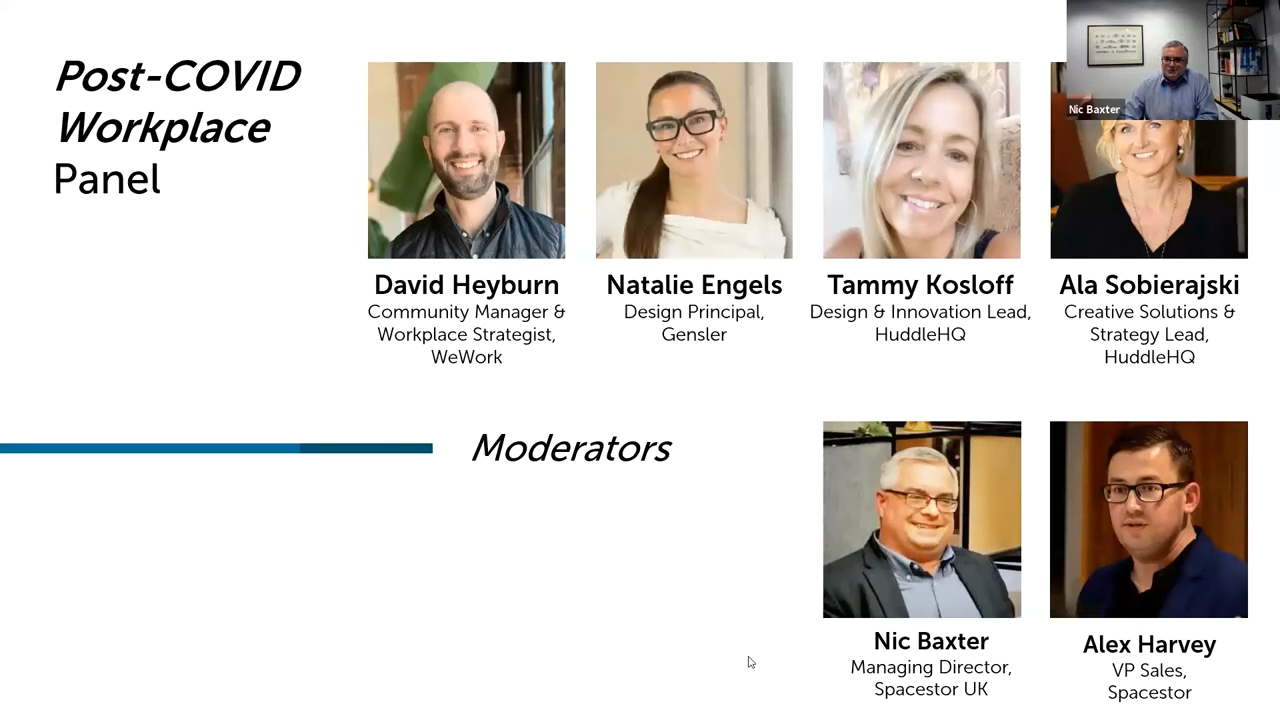 Post-COVID
Workplace
Panel
Nic Baxter
David Heyburn
Community Manager &
Workplace Strategist,
WeWork
Natalie Engels
Design Principal,
Gensler
Tammy Kosloff
Design & Innovation Lead,
HuddleHQ
Ala Sobierajski
Creative Solutions &
Strategy Lead,
HuddleHQ
Moderators
Nic Baxter
Managing Director,
Spacestor UK
Alex Harvey
VP Sales,
Spacestor